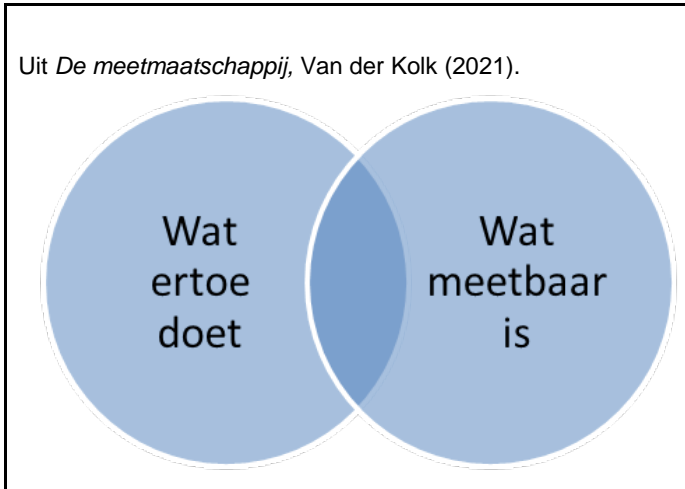 Uit De meetmaatschappij, Van der Kolk (2021).
Wat
ertoe
doet
Wat
meetbaar
is